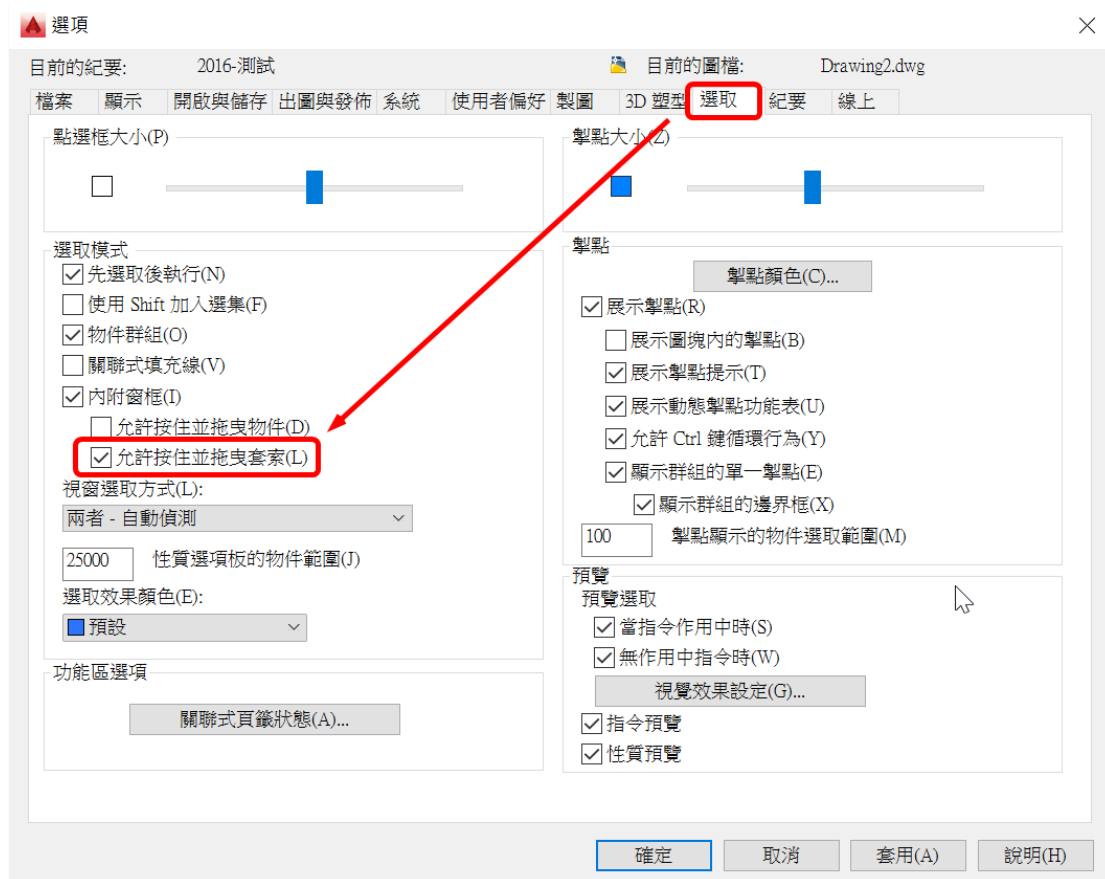 選項
目前的紀要: 2016-測試 目前的圖檔: Drawing2.dwg
檔案 顯示 開啟與儲存 出圖與發佈 系統 使用者偏好 製圖 3D 塑型 選取 紀要 線上
點選框大小(P)
掣點大小(Z)
選取模式
先選取後執行(N)
使用 Shift 加入選集(F)
物件群組(O)
關聯式填充線(V)
內附窗框(I)
允許按住並拖曳物件(D)
允許按住並拖曳套索(L)
視窗選取方式(L):
兩者 - 自動偵測
25000 性質選項板的物件範圍(J)
選取效果顏色(E):
預設
功能區選項
關聯式頁籤狀態(A)...
掣點
掣點顏色(C)...
展示掣點(R)
展示圖塊內的掣點(B)
展示掣點提示(T)
展示動態掣點功能表(U)
允許 Ctrl 鍵循環行為(Y)
顯示群組的單一掣點(E)
顯示群組的邊界框(X)
100 掣點顯示的物件選取範圍(M)
預覽
預覽選取
當指令作用中時(S)
無作用中指令時(W)
視覺效果設定(G)...
指令預覽
性質預覽
確定 取消 套用(A) 說明(H)